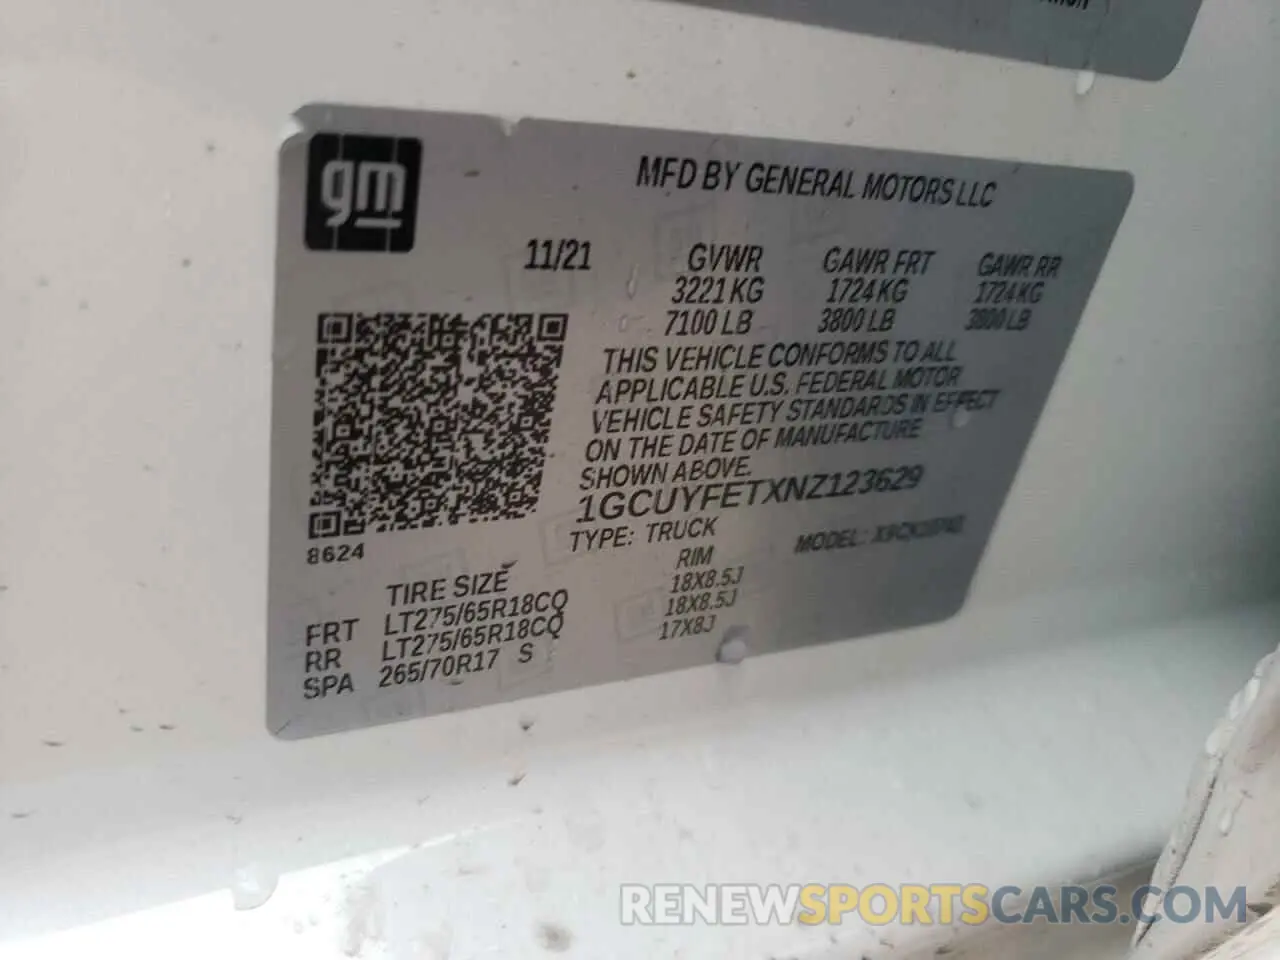 gm
MFD BY GENERAL MOTORS LLC
11/21 GVWR GAWR FRT GAWR RR
3221 KG 1724 KG 1724 KG
7100 LB 3800 LB 3800 LB
THIS VEHICLE CONFORMS TO ALL
APPLICABLE U.S. FEDERAL MOTOR
VEHICLE SAFETY STANDARDS IN EFFECT
ON THE DATE OF MANUFACTURE
SHOWN ABOVE.
1GCUYFETXNZ123629
TYPE: TRUCK MODEL:
8624
TIRE SIZE RIM
FRT LT275/65R18CQ 18X8.5J
RR LT275/65R18CQ 18X8.5J
SPA 265/70R17 S 17X8J
RENEWSPORTSCARS.COM